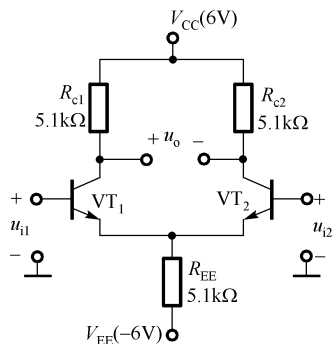 V_CC(6V)
R_c1
5.1kΩ
R_c2
5.1kΩ
+ u_o −
+
u_i1
−
VT_1
VT_2
+
u_i2
−
R_EE
5.1kΩ
V_EE(−6V)